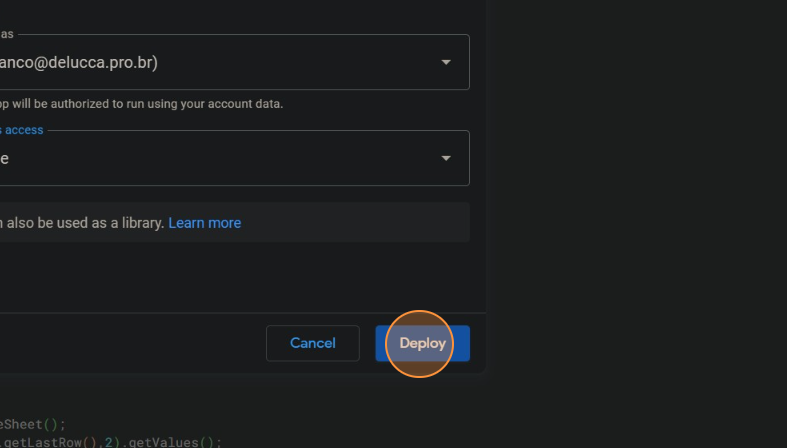 as
anco@delucca.pro.br)
pp will be authorized to run using your account data.
s access
e
n also be used as a library. Learn more
Cancel
Deploy
eSheet();
.getLastRow(),2).getValues();